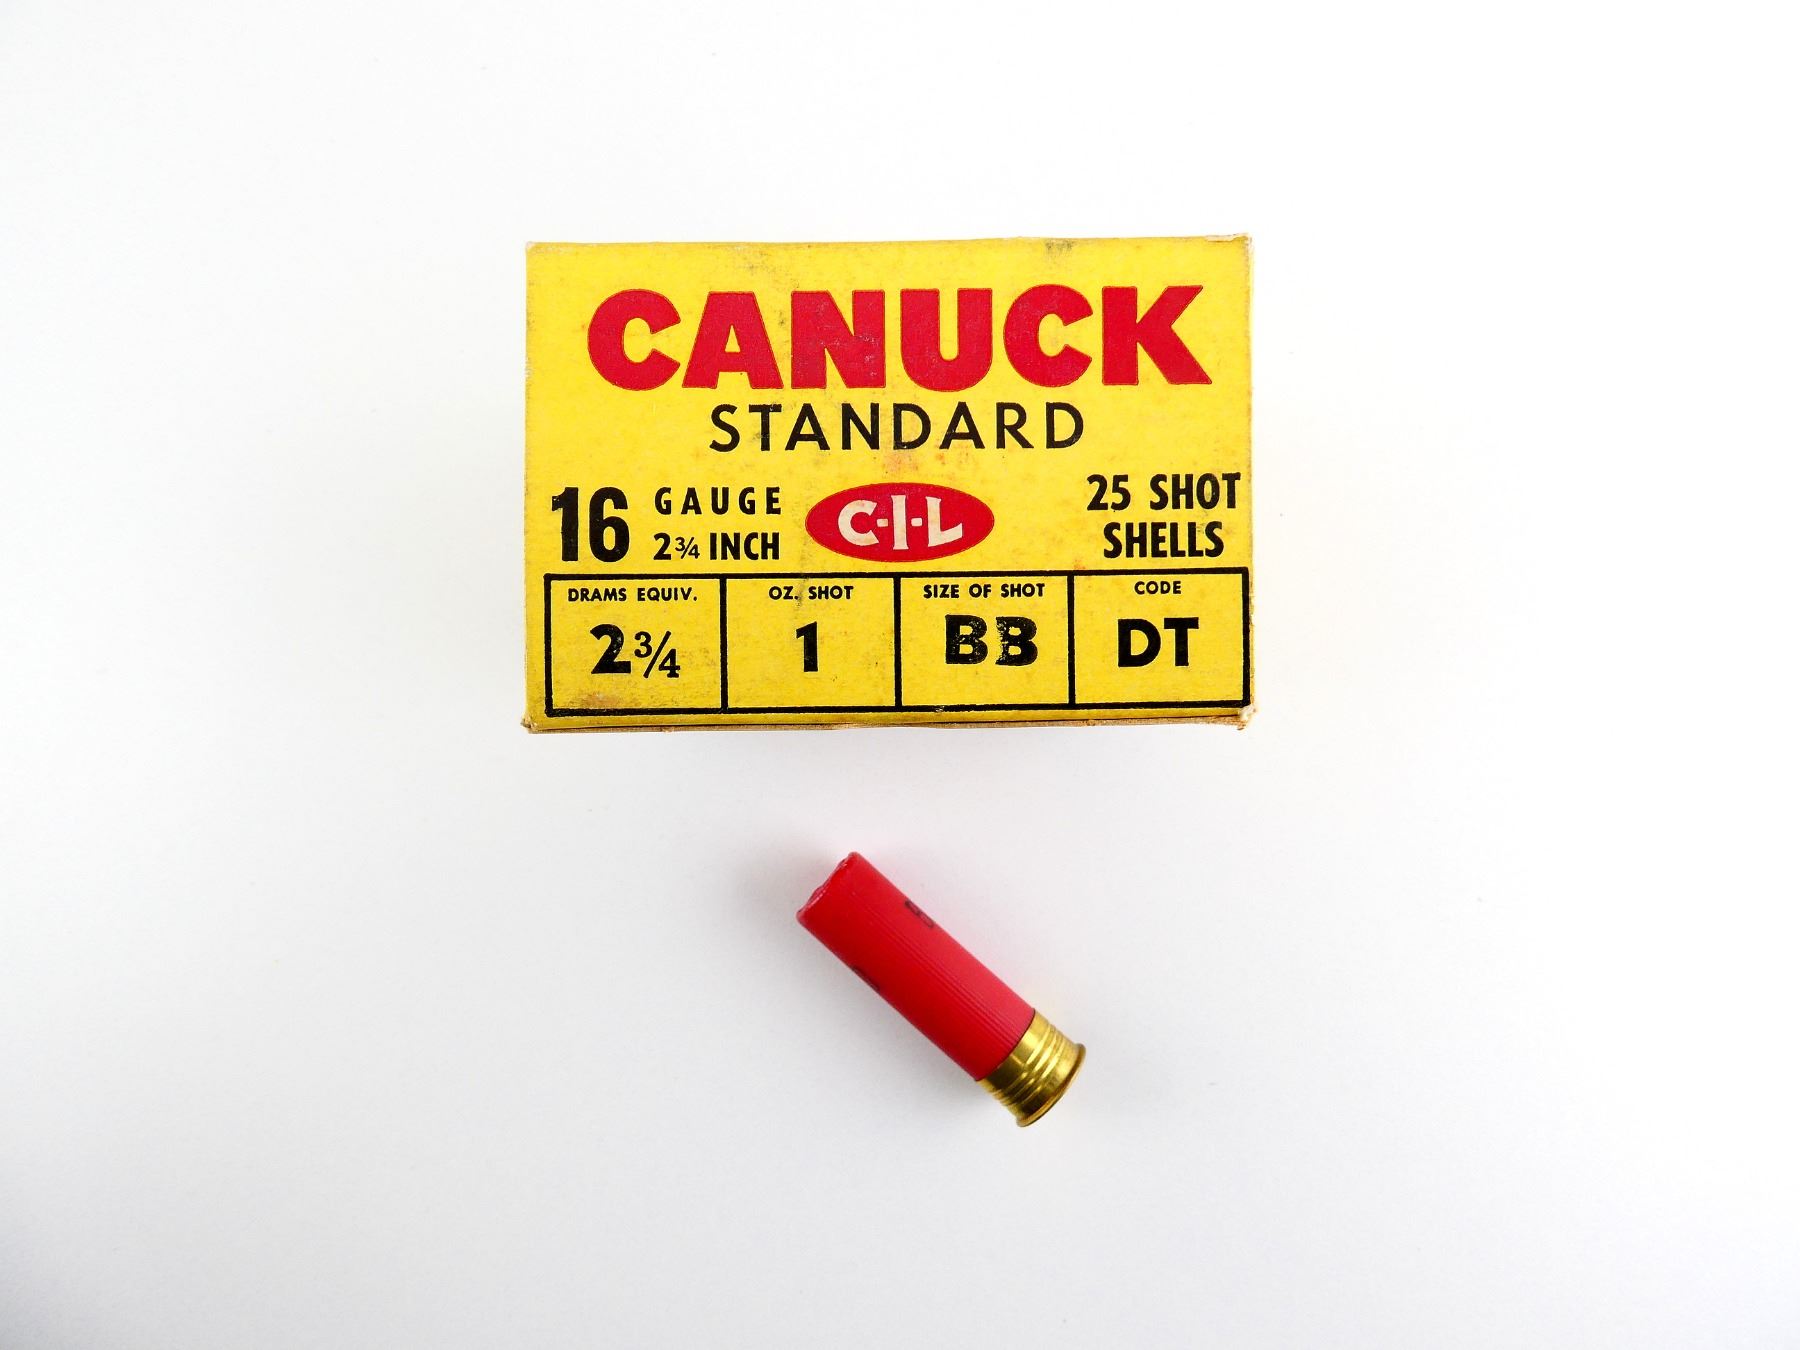 CANUCK
STANDARD
16 GAUGE
2¾ INCH
C-I-L
25 SHOT
SHELLS
DRAMS EQUIV.
2¾
OZ. SHOT
1
SIZE OF SHOT
BB
CODE
DT